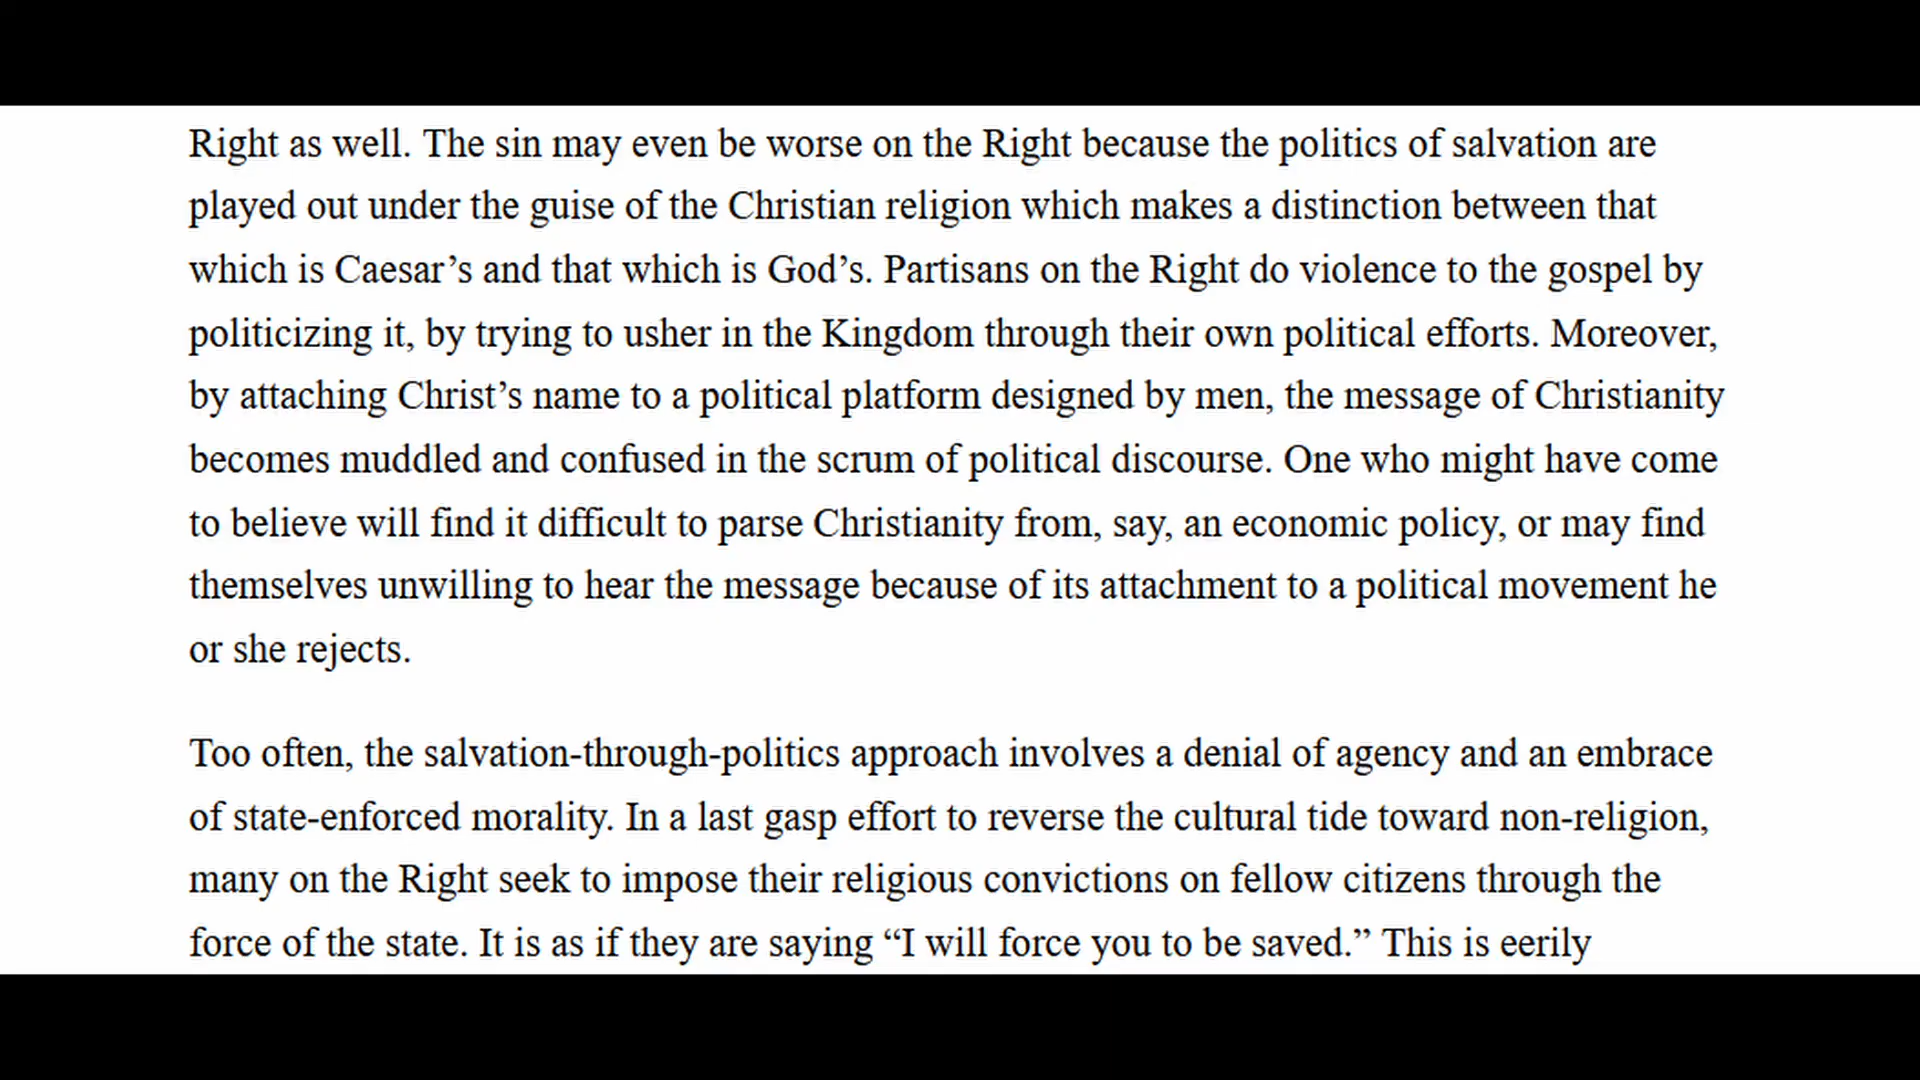 Right as well. The sin may even be worse on the Right because the politics of salvation are
played out under the guise of the Christian religion which makes a distinction between that
which is Caesar’s and that which is God’s. Partisans on the Right do violence to the gospel by
politicizing it, by trying to usher in the Kingdom through their own political efforts. Moreover,
by attaching Christ’s name to a political platform designed by men, the message of Christianity
becomes muddled and confused in the scrum of political discourse. One who might have come
to believe will find it difficult to parse Christianity from, say, an economic policy, or may find
themselves unwilling to hear the message because of its attachment to a political movement he
or she rejects.
Too often, the salvation-through-politics approach involves a denial of agency and an embrace
of state-enforced morality. In a last gasp effort to reverse the cultural tide toward non-religion,
many on the Right seek to impose their religious convictions on fellow citizens through the
force of the state. It is as if they are saying “I will force you to be saved.” This is eerily